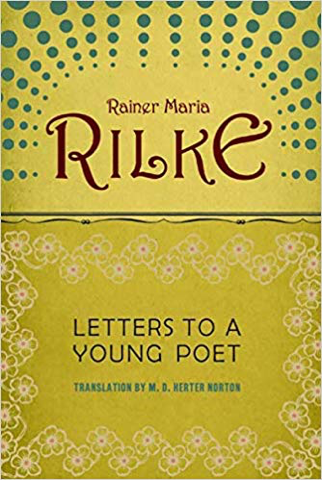 Rainer Maria
RILKE
LETTERS TO A
YOUNG POET
TRANSLATION BY M. D. HERTER NORTON